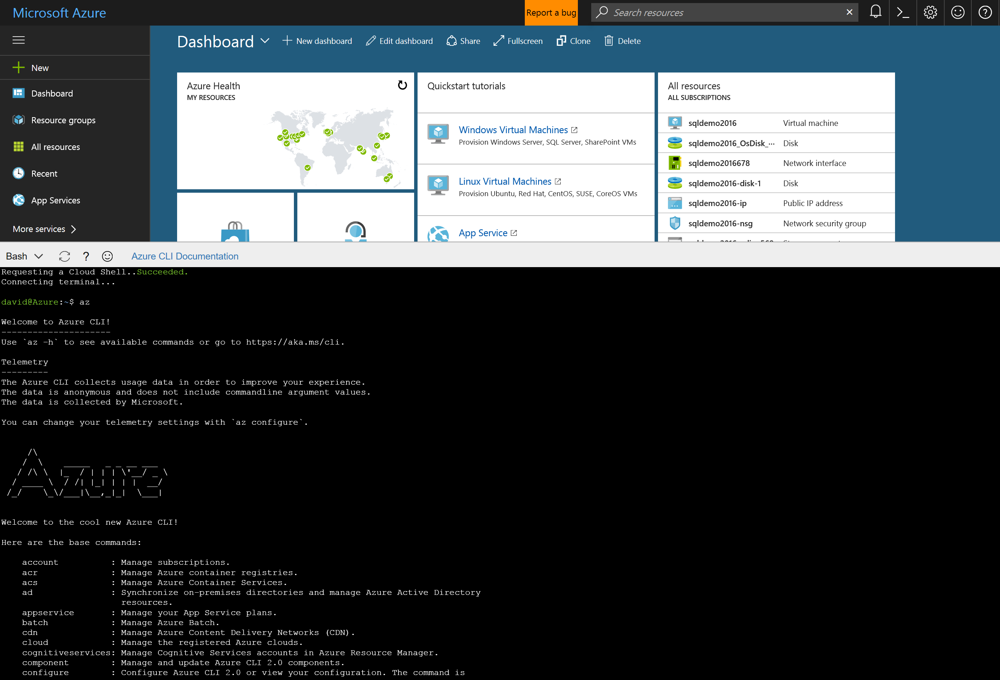 Microsoft Azure
Report a bug
Search resources
New
Dashboard
Resource groups
All resources
Recent
App Services
More services
Dashboard
New dashboard
Edit dashboard
Share
Fullscreen
Clone
Delete
Azure Health
MY RESOURCES
Quickstart tutorials
Windows Virtual Machines
Provision Windows Server, SQL Server, SharePoint VMs
Linux Virtual Machines
Provision Ubuntu, Red Hat, CentOS, SUSE, CoreOS VMs
App Service
All resources
ALL SUBSCRIPTIONS
sqldemo2016 Virtual machine
sqldemo2016_OsDisk_··· Disk
sqldemo2016678 Network interface
sqldemo2016-disk-1 Disk
sqldemo2016-ip Public IP address
sqldemo2016-nsg Network security group
Bash ? Azure CLI Documentation
Requesting a Cloud Shell..Succeeded.
Connecting terminal...
david@Azure:~$ az
Welcome to Azure CLI!
---------------------
Use `az -h` to see available commands or go to https://aka.ms/cli.
Telemetry
---------
The Azure CLI collects usage data in order to improve your experience.
The data is anonymous and does not include commandline argument values.
The data is collected by Microsoft.
You can change your telemetry settings with `az configure`.
Azure
Welcome to the cool new Azure CLI!
Here are the base commands:
account : Manage subscriptions.
acr : Manage Azure container registries.
acs : Manage Azure Container Services.
ad : Synchronize on-premises directories and manage Azure Active Directory
resources.
appservice : Manage your App Service plans.
batch : Manage Azure Batch.
cdn : Manage Azure Content Delivery Networks (CDN).
cloud : Manage the registered Azure clouds.
cognitiveservices: Manage Cognitive Services accounts in Azure Resource Manager.
component : Manage and update Azure CLI 2.0 components.
configure : Configure Azure CLI 2.0 or view your configuration. The command is